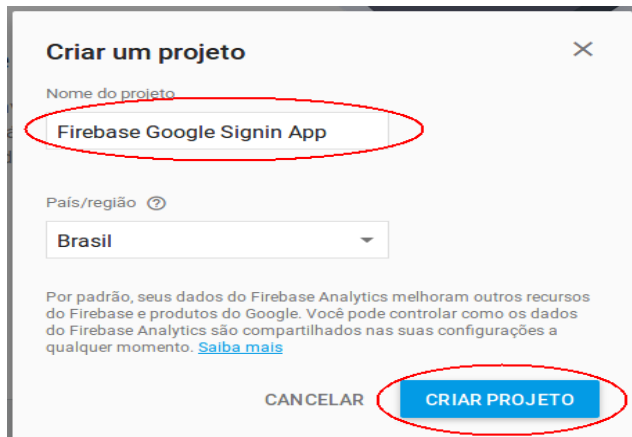 Criar um projeto
Nome do projeto
Firebase Google Signin App
País/região
Brasil
Por padrão, seus dados do Firebase Analytics melhoram outros recursos
do Firebase e produtos do Google. Você pode controlar como os dados
do Firebase Analytics são compartilhados nas suas configurações a
qualquer momento. Saiba mais
CANCELAR CRIAR PROJETO